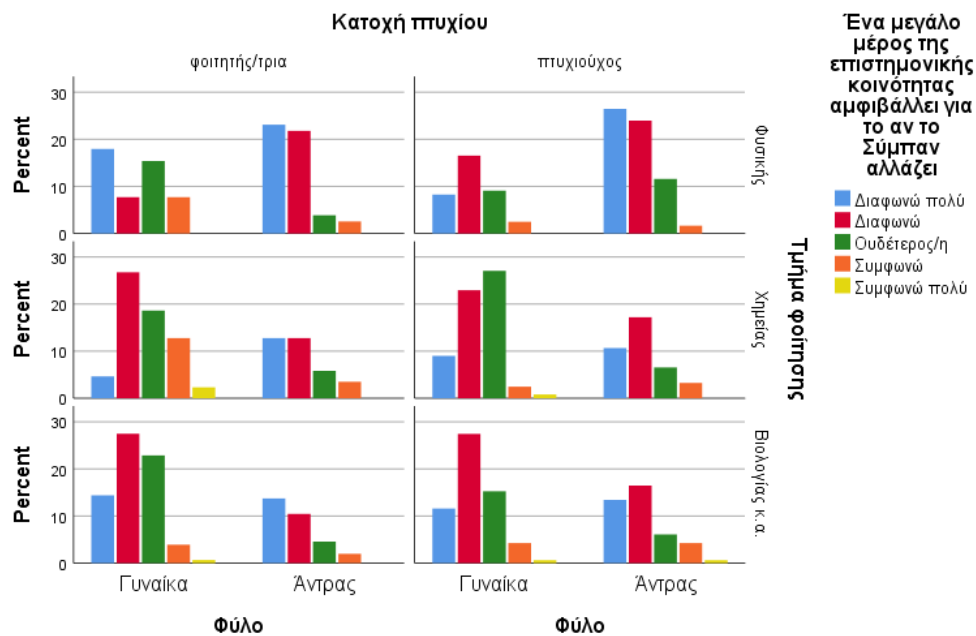 Κατοχή πτυχίου
φοιτητής/τρια
πτυχιούχος
Percent
30
20
10
0
Φυσικής
Percent
30
20
10
0
Χημείας
Percent
30
20
10
0
Βιολογίας κ.α.
Τμήμα φοίτησης
Γυναίκα
Άντρας
Γυναίκα
Άντρας
Φύλο
Φύλο
Ένα μεγάλο
μέρος της
επιστημονικής
κοινότητας
αμφιβάλλει για
το αν το
Σύμπαν
αλλάζει
Διαφωνώ πολύ
Διαφωνώ
Ουδέτερος/η
Συμφωνώ
Συμφωνώ πολύ